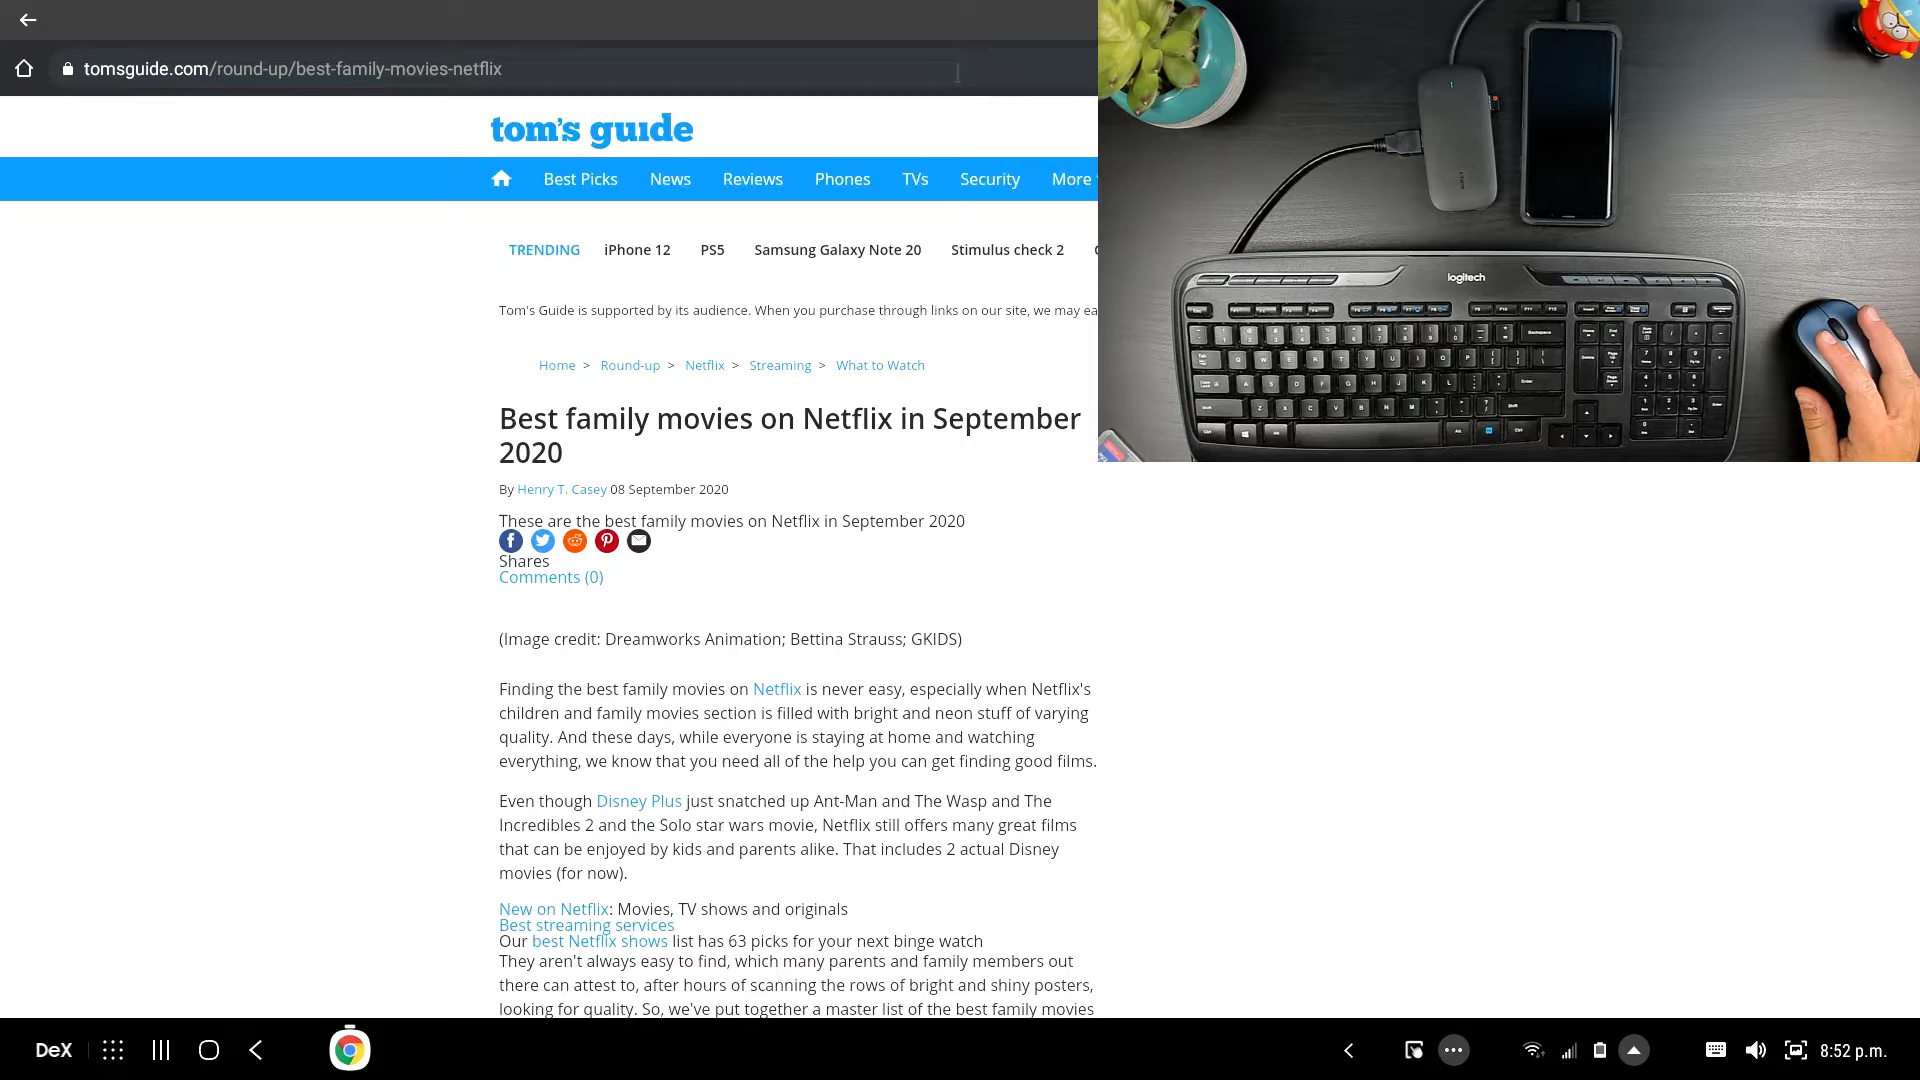 tomsguide.com/round-up/best-family-movies-netflix
tom's guide
Best Picks News Reviews Phones TVs Security More
TRENDING iPhone 12 PS5 Samsung Galaxy Note 20 Stimulus check 2
Tom's Guide is supported by its audience. When you purchase through links on our site, we may ea
Home > Round-up > Netflix > Streaming > What to Watch
Best family movies on Netflix in September
2020
By Henry T. Casey 08 September 2020
These are the best family movies on Netflix in September 2020
Shares
Comments (0)
(Image credit: Dreamworks Animation; Bettina Strauss; GKIDS)
Finding the best family movies on Netflix is never easy, especially when Netflix's
children and family movies section is filled with bright and neon stuff of varying
quality. And these days, while everyone is staying at home and watching
everything, we know that you need all of the help you can get finding good films.
Even though Disney Plus just snatched up Ant-Man and The Wasp and The
Incredibles 2 and the Solo star wars movie, Netflix still offers many great films
that can be enjoyed by kids and parents alike. That includes 2 actual Disney
movies (for now).
New on Netflix: Movies, TV shows and originals
Best streaming services
Our best Netflix shows list has 63 picks for your next binge watch
They aren't always easy to find, which many parents and family members out
there can attest to, after hours of scanning the rows of bright and shiny posters,
looking for quality. So, we've put together a master list of the best family movies
DeX
8:52 p.m.
AUKEY
logitech
Backspace
Tab Q W E R T Y U I O P
A S D F G H J K L Enter
Shift Z X C V B N M Shift
Ctrl Alt Alt Ctrl